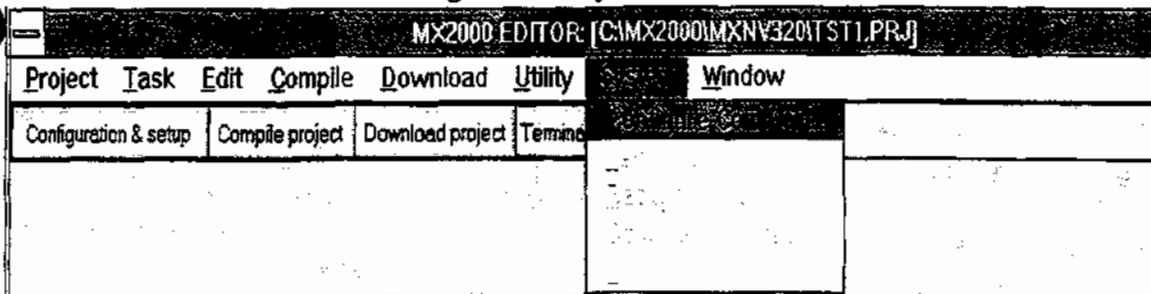 MX2000 EDITOR: [C:\MX2000\MXNV320\TST1.PRJ]
Project Task Edit Compile Download Utility Window
Configuration & setup Compile project Download project